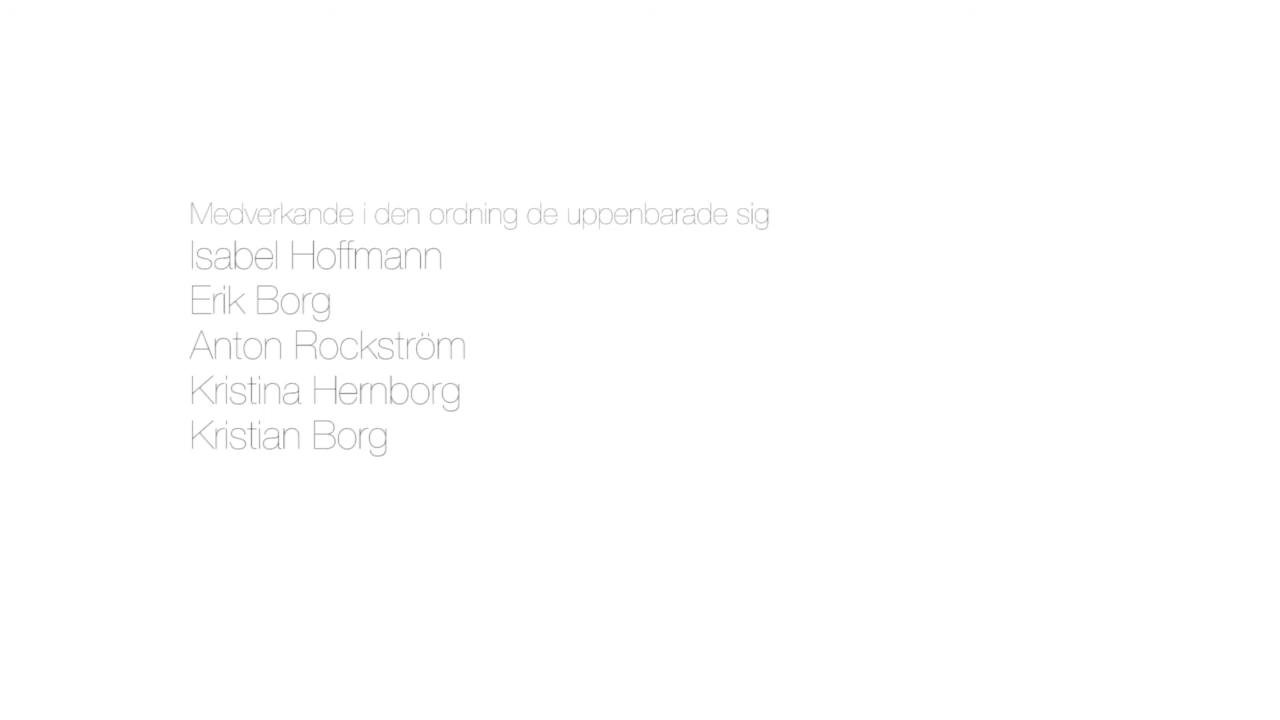 Medverkande i den ordning de uppenbarade sig
Isabel Hoffmann
Erik Borg
Anton Rockström
Kristina Hernborg
Kristian Borg